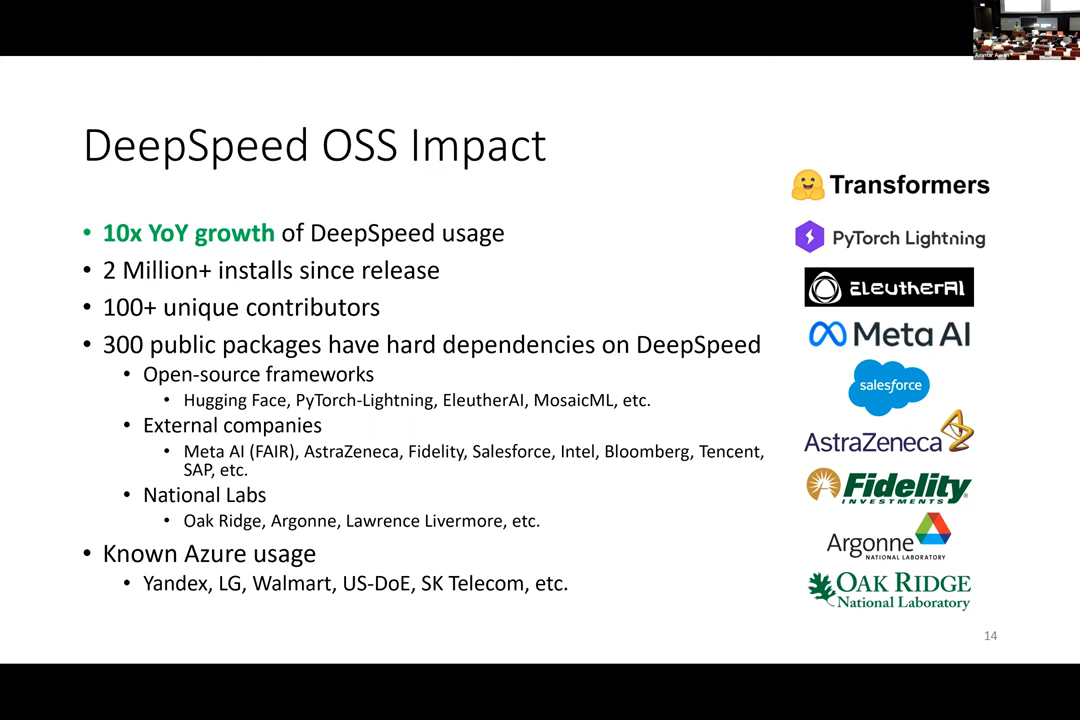 Ammar Awan
DeepSpeed OSS Impact
• 10x YoY growth of DeepSpeed usage
• 2 Million+ installs since release
• 100+ unique contributors
• 300 public packages have hard dependencies on DeepSpeed
• Open-source frameworks
• Hugging Face, PyTorch-Lightning, EleutherAI, MosaicML, etc.
• External companies
• Meta AI (FAIR), AstraZeneca, Fidelity, Salesforce, Intel, Bloomberg, Tencent,
SAP, etc.
• National Labs
• Oak Ridge, Argonne, Lawrence Livermore, etc.
• Known Azure usage
• Yandex, LG, Walmart, US-DoE, SK Telecom, etc.
Transformers
PyTorch Lightning
EleutherAI
Meta AI
salesforce
AstraZeneca
Fidelity
INVESTMENTS
Argonne
NATIONAL LABORATORY
OAK RIDGE
National Laboratory
14